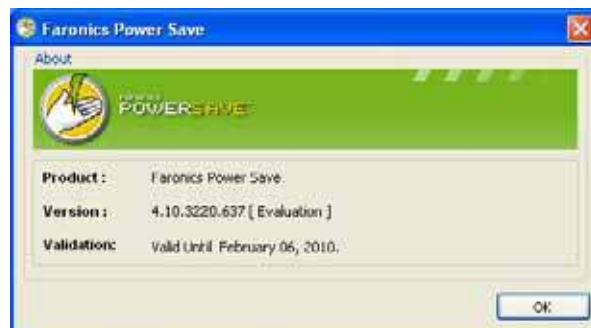 Faronics Power Save
About
POWERSAVE
Product : Faronics Power Save
Version : 4.10.3220.637 [ Evaluation ]
Validation: Valid Until February 06, 2010.
OK